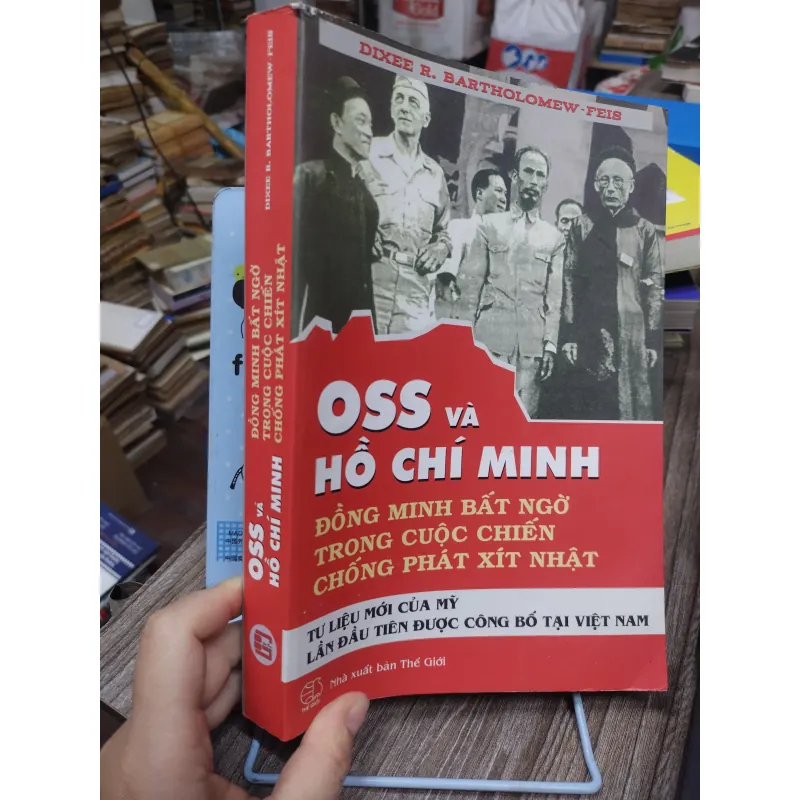 DIXEE R. BARTHOLOMEW-FEIS
OSS VÀ
HỒ CHÍ MINH
ĐỒNG MINH BẤT NGỜ
TRONG CUỘC CHIẾN
CHỐNG PHÁT XÍT NHẬT
TƯ LIỆU MỚI CỦA MỸ
LẦN ĐẦU TIÊN ĐƯỢC CÔNG BỐ TẠI VIỆT NAM
Nhà xuất bản Thế Giới
DIXEE R. BARTHOLOMEW-FEIS
ĐỒNG MINH BẤT NGỜ
TRONG CUỘC CHIẾN
CHỐNG PHÁT XÍT NHẬT
OSS VÀ
HỒ CHÍ MINH